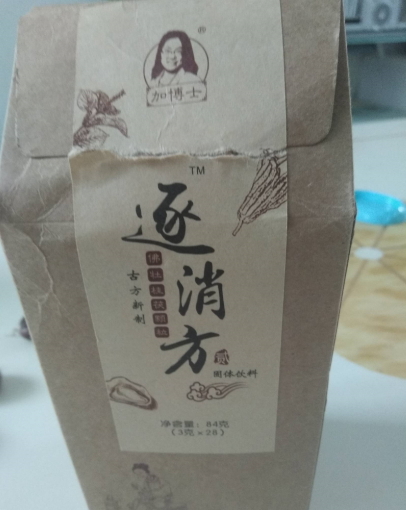 加博士
TM
逐消方
古方新制
固体饮料
净含量：84克
（3克×28）